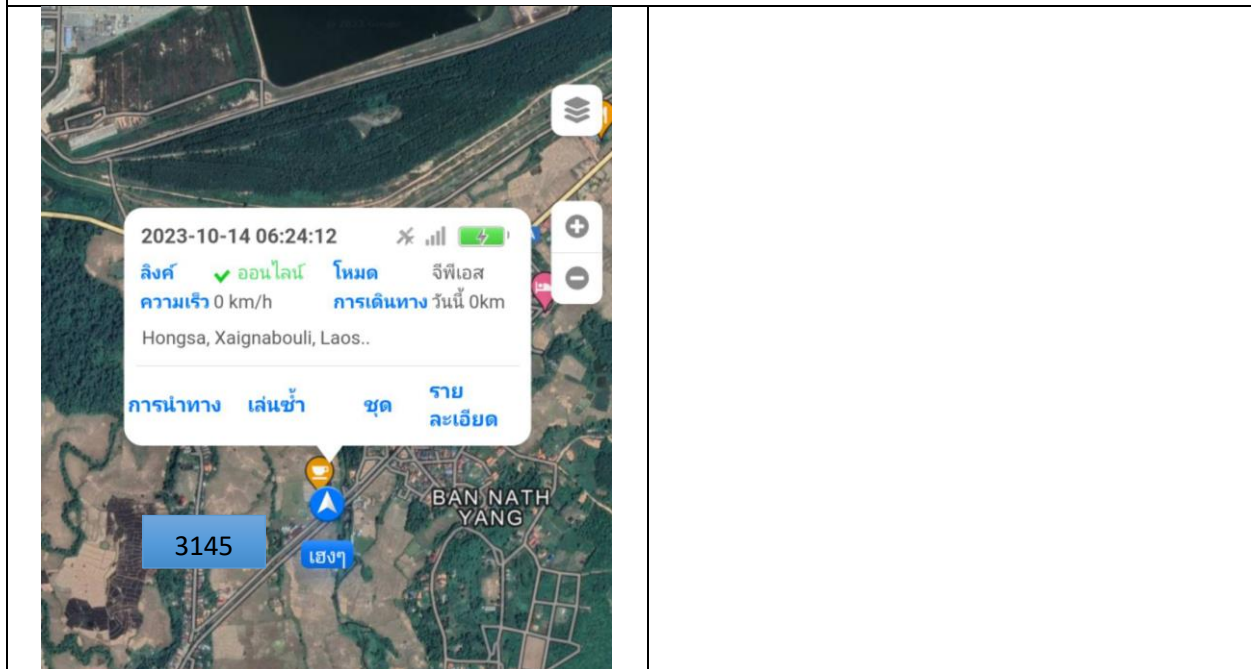 2023-10-14 06:24:12
ลิงค์ ออนไลน์ โหมด จีพีเอส
ความเร็ว 0 km/h การเดินทาง วันนี้ 0km
Hongsa, Xaignabouli, Laos..
การนำทาง เล่นซ้ำ ชุด ราย
ละเอียด
BAN NATH
YANG
3145
เฮงๆ